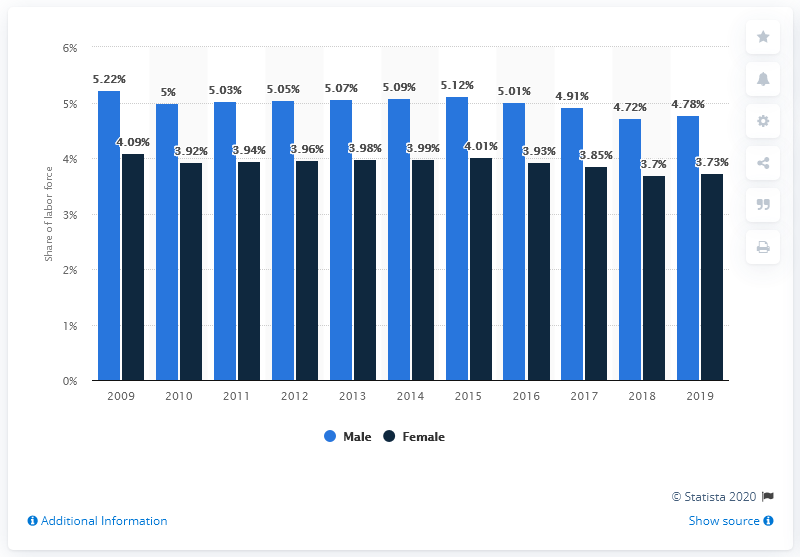 6%
5%
4%
3%
2%
1%
0%
Share of labor force
5.22% 5% 5.03% 5.05% 5.07% 5.09% 5.12% 5.01% 4.91% 4.72% 4.78%
4.09% 3.92% 3.94% 3.96% 3.98% 3.99% 4.01% 3.93% 3.85% 3.7% 3.73%
2009 2010 2011 2012 2013 2014 2015 2016 2017 2018 2019
Male Female
© Statista 2020
Additional Information Show source